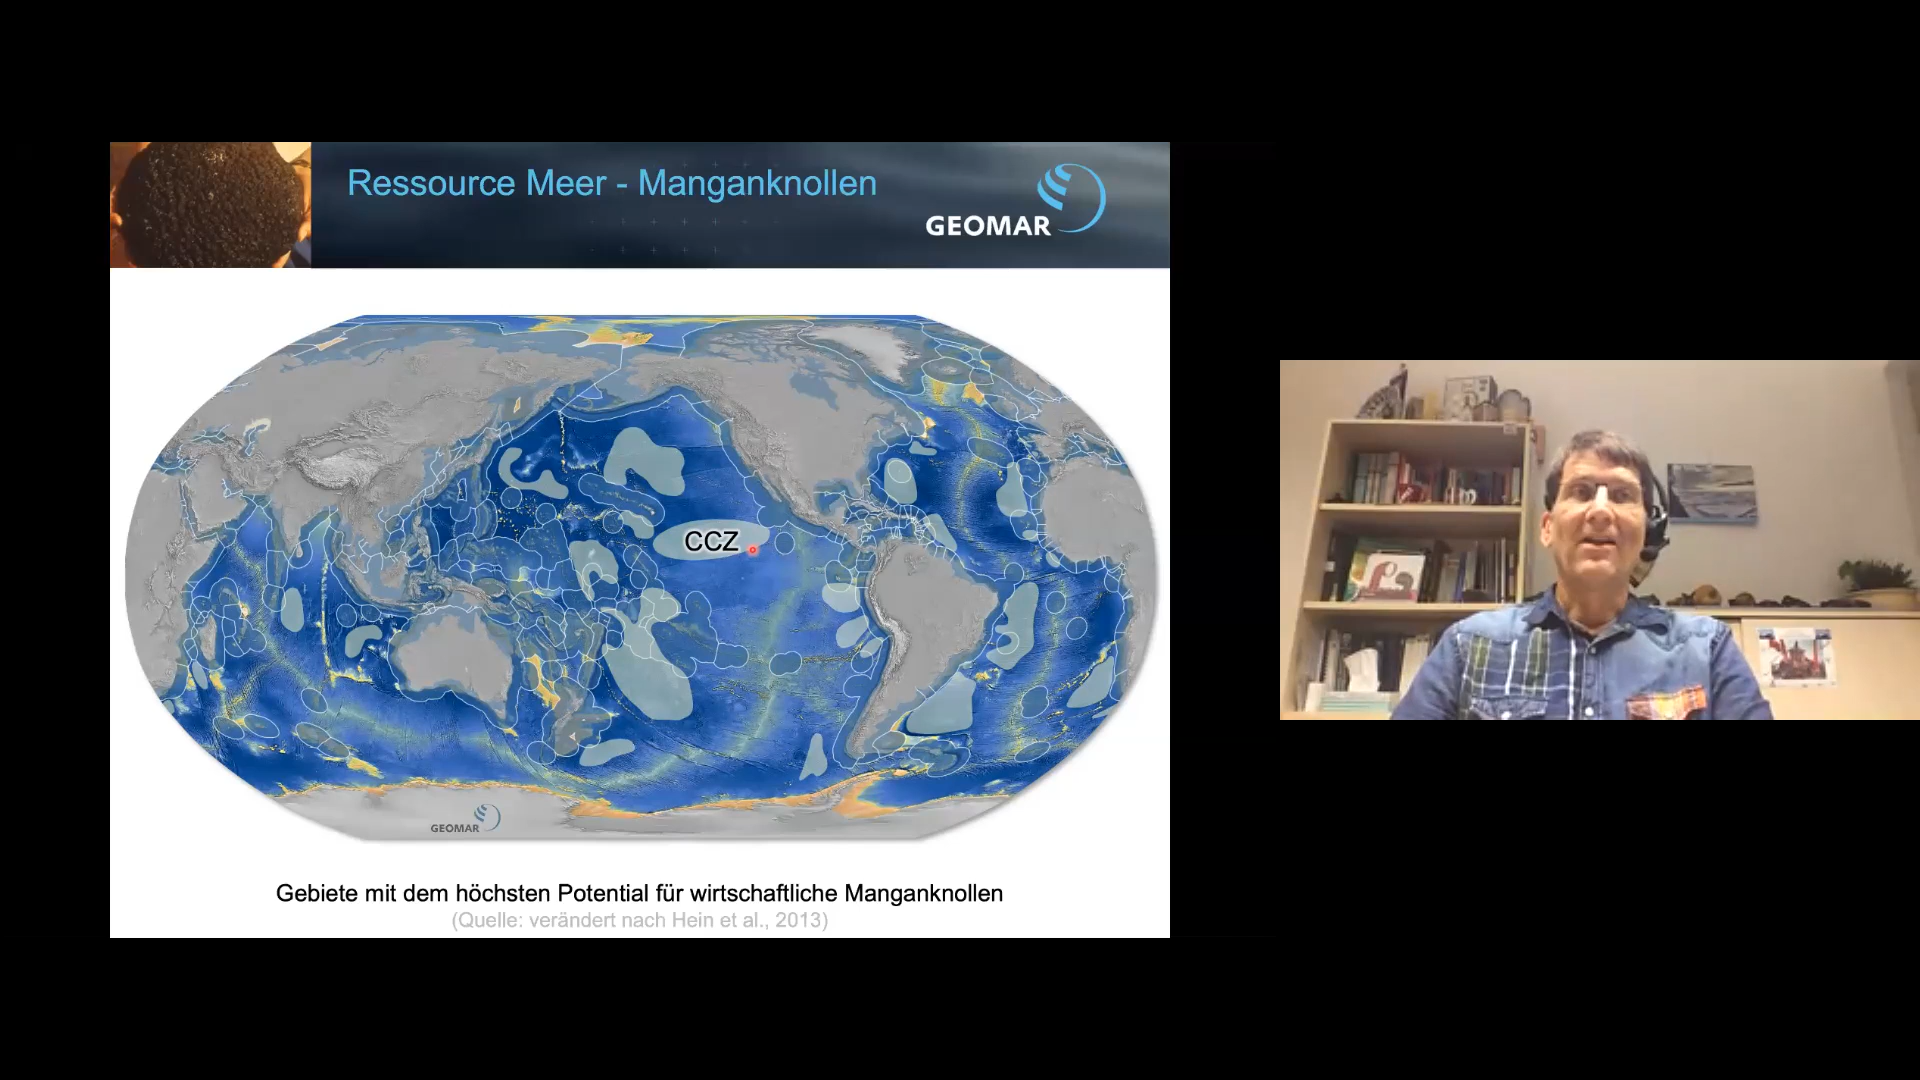 Ressource Meer - Manganknollen
GEOMAR
CCZ
GEOMAR
Gebiete mit dem höchsten Potential für wirtschaftliche Manganknollen
(Quelle: verändert nach Hein et al., 2013)